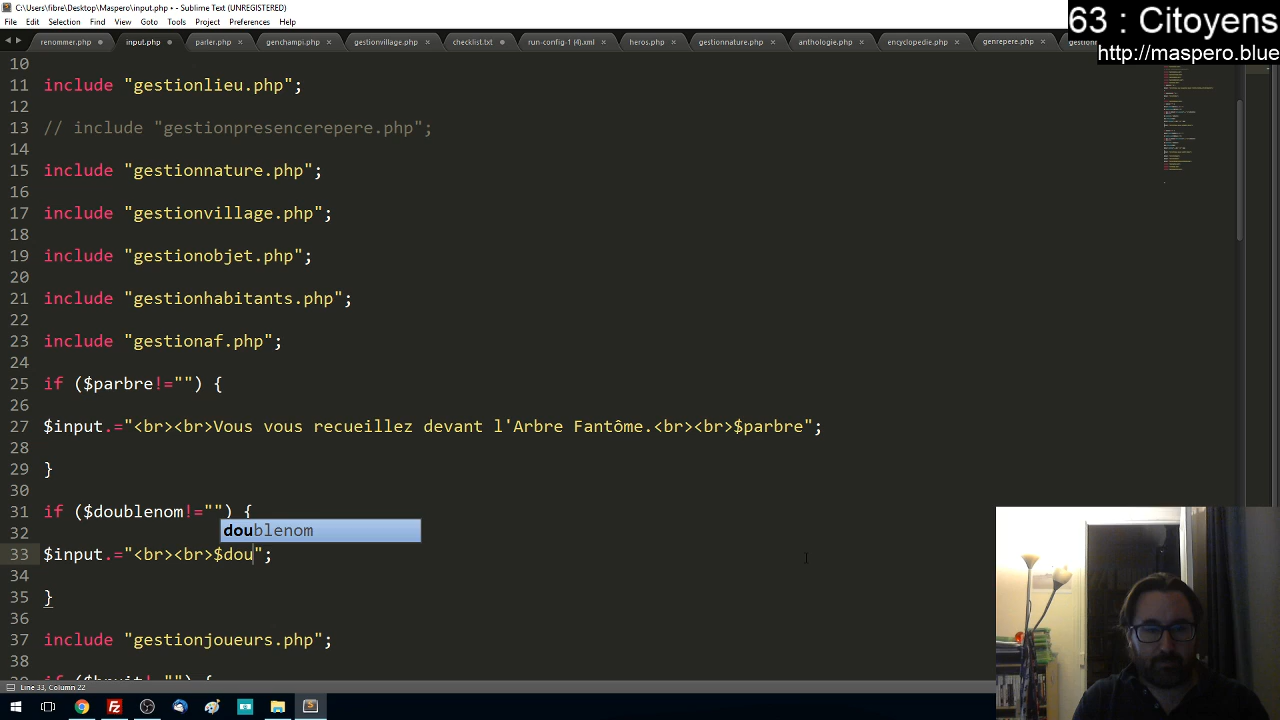 C:\Users\fibre\Desktop\Maspero\input.php • - Sublime Text (UNREGISTERED)
File Edit Selection Find View Goto Tools Project Preferences Help
63 : Citoyens
http://maspero.blue
renommer.php input.php parler.php genchampi.php gestionvillage.php checklist.txt run-config-1 (4).xml heros.php gestionnature.php anthologie.php encyclopedie.php genrepere.php
10
11 include "gestionlieu.php";
12
13 // include "gestionpresencerepere.php";
14
15 include "gestionnature.php";
16
17 include "gestionvillage.php";
18
19 include "gestionobjet.php";
20
21 include "gestionhabitants.php";
22
23 include "gestionaf.php";
24
25 if ($parbre!="") {
26
27 $input.="<br><br>Vous vous recueillez devant l'Arbre Fantôme.<br><br>$parbre";
28
29 }
30
31 if ($doublenom!="") {
doublenom
32
33 $input.="<br><br>$dou";
34
35 }
36
37 include "gestionjoueurs.php";
38
Line 33, Column 22